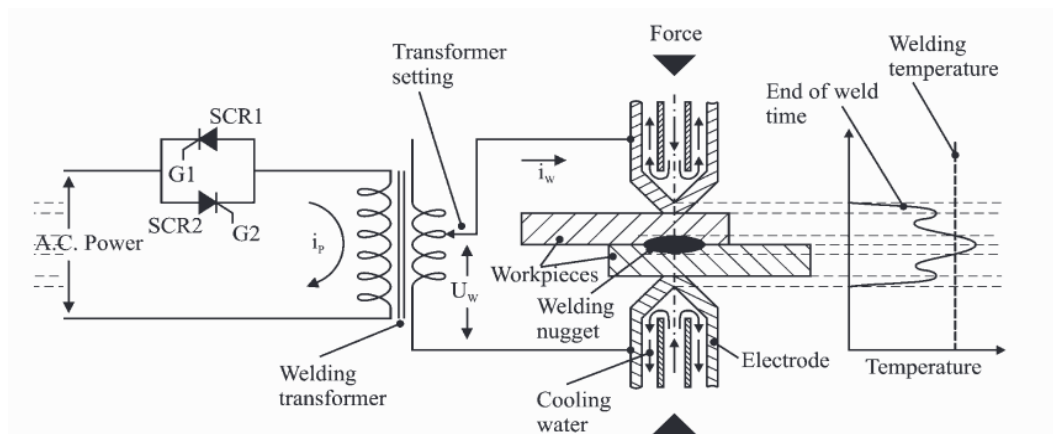 Force
Welding
temperature
Transformer
setting
End of weld
time
SCR1
G1
SCR2
G2
i_w
A.C. Power
i_p
U_w
Workpieces
Welding
nugget
Electrode
Temperature
Welding
transformer
Cooling
water